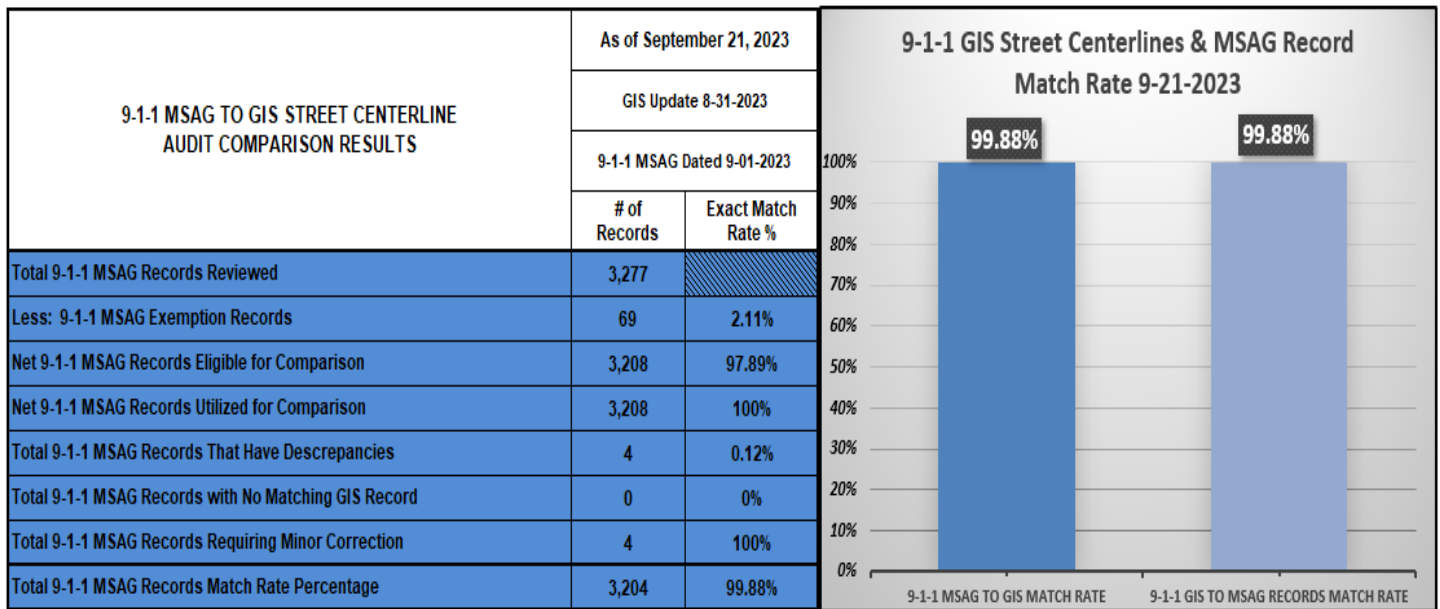 9-1-1 MSAG TO GIS STREET CENTERLINE
AUDIT COMPARISON RESULTS
As of September 21, 2023
GIS Update 8-31-2023
9-1-1 MSAG Dated 9-01-2023
# of
Records
Exact Match
Rate %
Total 9-1-1 MSAG Records Reviewed 3,277
Less: 9-1-1 MSAG Exemption Records 69 2.11%
Net 9-1-1 MSAG Records Eligible for Comparison 3,208 97.89%
Net 9-1-1 MSAG Records Utilized for Comparison 3,208 100%
Total 9-1-1 MSAG Records That Have Descrepancies 4 0.12%
Total 9-1-1 MSAG Records with No Matching GIS Record 0 0%
Total 9-1-1 MSAG Records Requiring Minor Correction 4 100%
Total 9-1-1 MSAG Records Match Rate Percentage 3,204 99.88%
9-1-1 GIS Street Centerlines & MSAG Record
Match Rate 9-21-2023
99.88% 99.88%
100%
90%
80%
70%
60%
50%
40%
30%
20%
10%
0%
9-1-1 MSAG TO GIS MATCH RATE 9-1-1 GIS TO MSAG RECORDS MATCH RATE